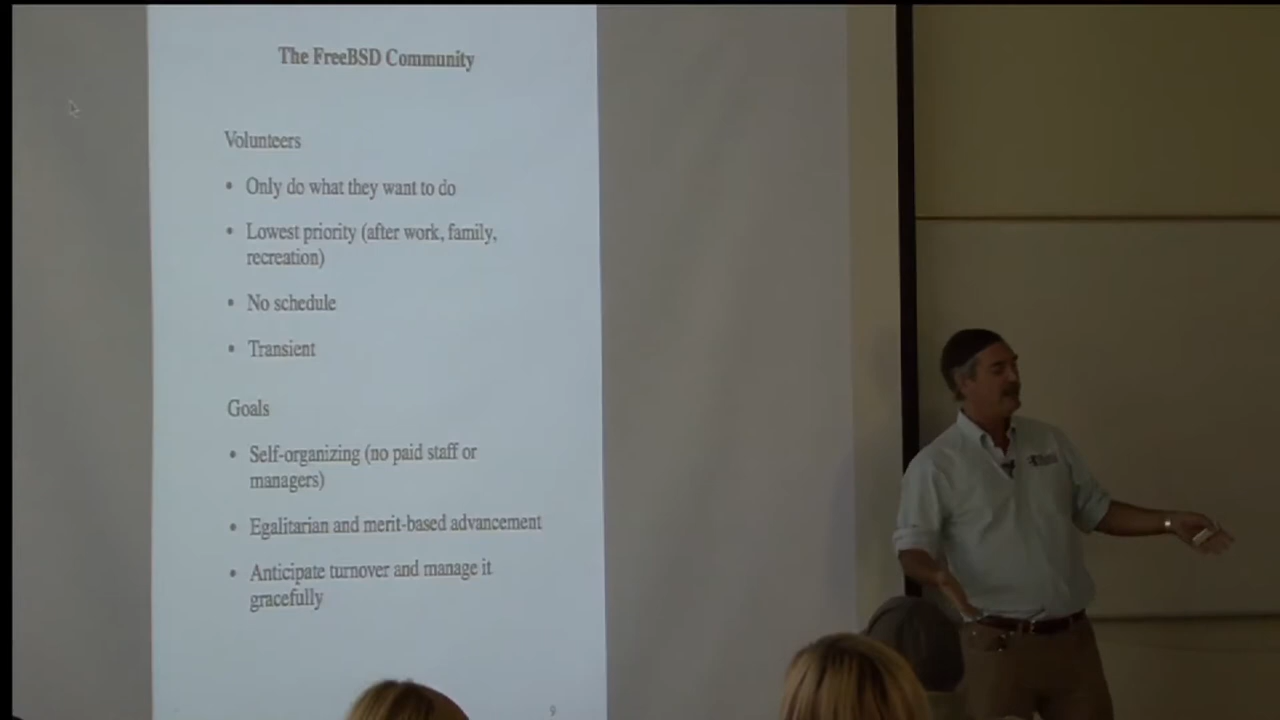 The FreeBSD Community
Volunteers
• Only do what they want to do
• Lowest priority (after work, family,
recreation)
• No schedule
• Transient
Goals
• Self-organizing (no paid staff or
managers)
• Egalitarian and merit-based advancement
• Anticipate turnover and manage it
gracefully
9